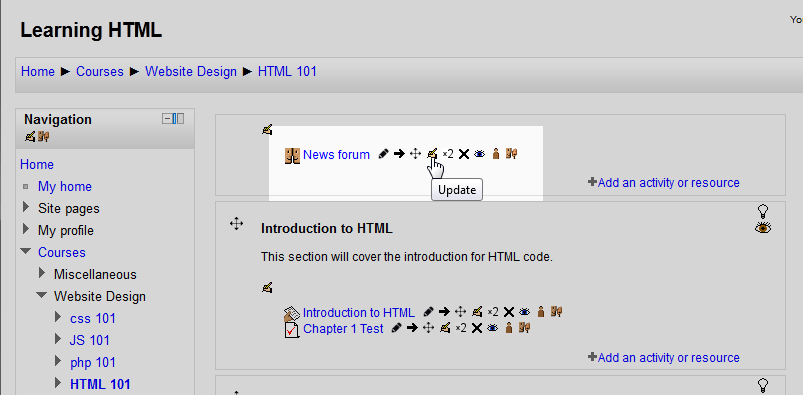 Yo
Learning HTML
Home ► Courses ► Website Design ► HTML 101
Navigation
Home
My home
Site pages
My profile
Courses
Miscellaneous
Website Design
css 101
JS 101
php 101
HTML 101
News forum ×2
Update
Add an activity or resource
Introduction to HTML
This section will cover the introduction for HTML code.
Introduction to HTML ×2
Chapter 1 Test ×2
Add an activity or resource